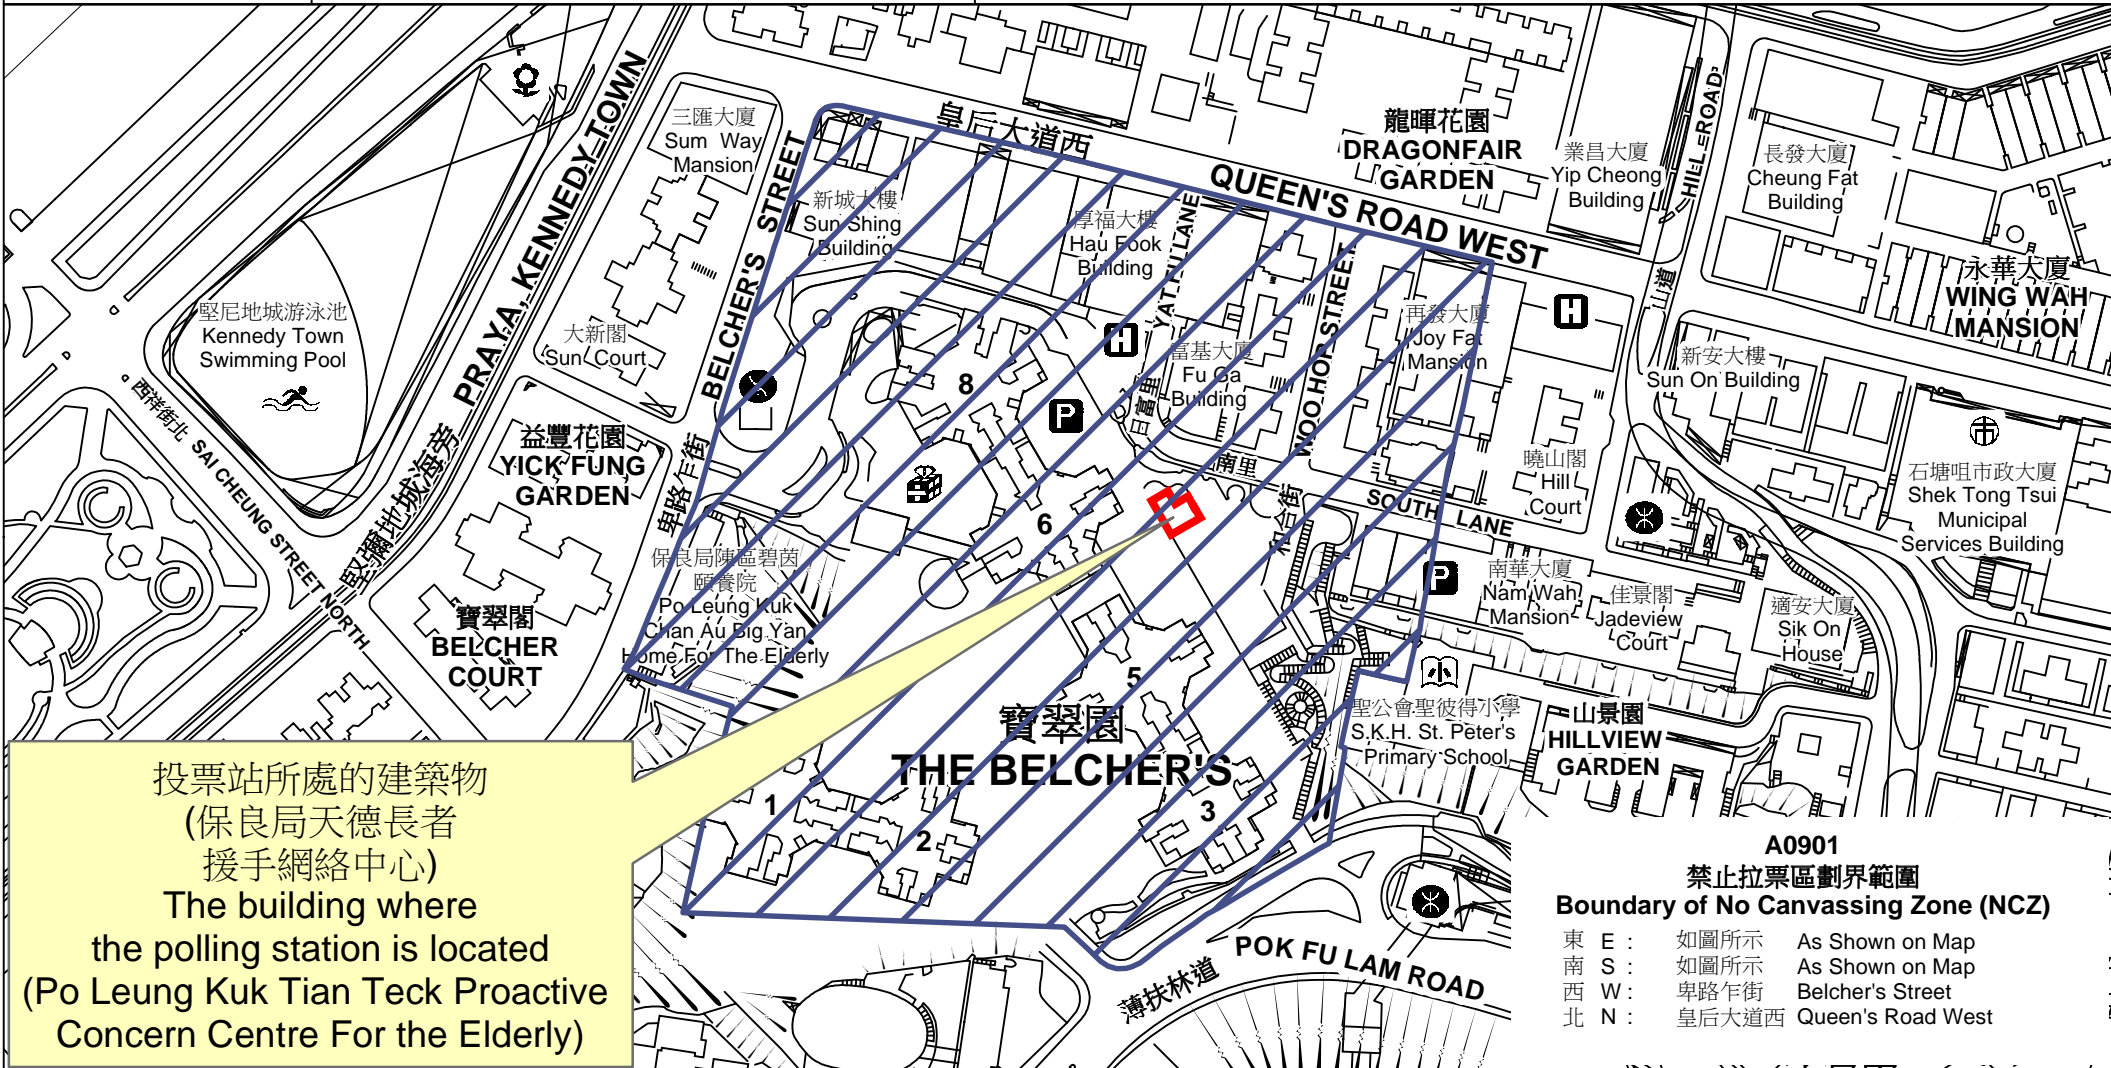 三匯大廈
Sum Way
Mansion
皇后大道西
QUEEN'S ROAD WEST
龍暉花園
DRAGONFAIR
GARDEN
業昌大廈
Yip Cheong
Building
HILL ROAD
山道
長發大廈
Cheung Fat
Building
永華大廈
WING WAH
MANSION
新城大樓
Sun Shing
Building
厚福大樓
Hau Fook
Building
YAT FU LANE
日富里
富基大廈
Fu Ga
Building
WOO HOP STREET
和合街
再發大廈
Joy Fat
Mansion
新安大樓
Sun On Building
堅尼地城游泳池
Kennedy Town
Swimming Pool
PRAYA, KENNEDY TOWN
堅彌地城海旁
大新閣
Sun Court
BELCHER'S STREET
卑路乍街
西祥街北 SAI CHEUNG STREET NORTH
益豐花園
YICK FUNG
GARDEN
寶翠閣
BELCHER
COURT
8
6
5
1
2
3
P
P
H
H
南里
SOUTH LANE
曉山閣
Hill
Court
石塘咀市政大廈
Shek Tong Tsui
Municipal
Services Building
市
保良局陳區碧茵
頤養院
Po Leung Kuk
Chan Au Big Yan
Home For The Elderly
南華大廈
Nam Wah
Mansion
佳景閣
Jadeview
Court
適安大廈
Sik On
House
寶翠園
THE BELCHER'S
聖公會聖彼得小學
S.K.H. St. Peter's
Primary School
山景園
HILLVIEW
GARDEN
薄扶林道
POK FU LAM ROAD
投票站所處的建築物
(保良局天德長者
援手網絡中心)
The building where
the polling station is located
(Po Leung Kuk Tian Teck Proactive
Concern Centre For the Elderly)
A0901
禁止拉票區劃界範圍
Boundary of No Canvassing Zone (NCZ)
東 E : 如圖所示 As Shown on Map
南 S : 如圖所示 As Shown on Map
西 W : 卑路乍街 Belcher's Street
北 N : 皇后大道西 Queen's Road West